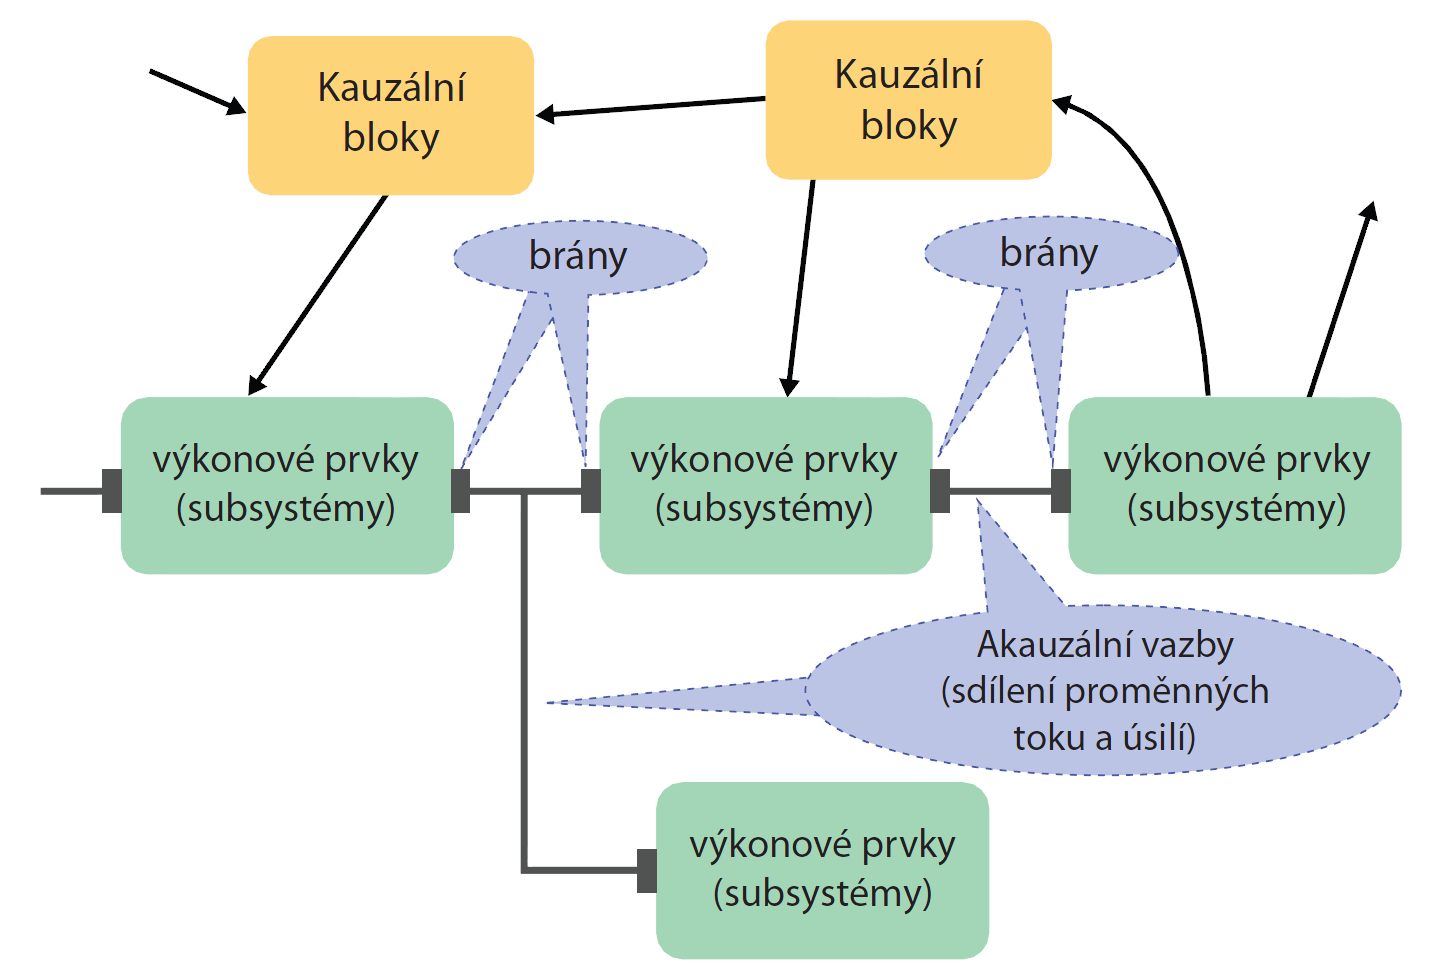 Kauzální
bloky
Kauzální
bloky
brány
brány
výkonové prvky
(subsystémy)
výkonové prvky
(subsystémy)
výkonové prvky
(subsystémy)
Akauzální vazby
(sdílení proměnných
toku a úsilí)
výkonové prvky
(subsystémy)